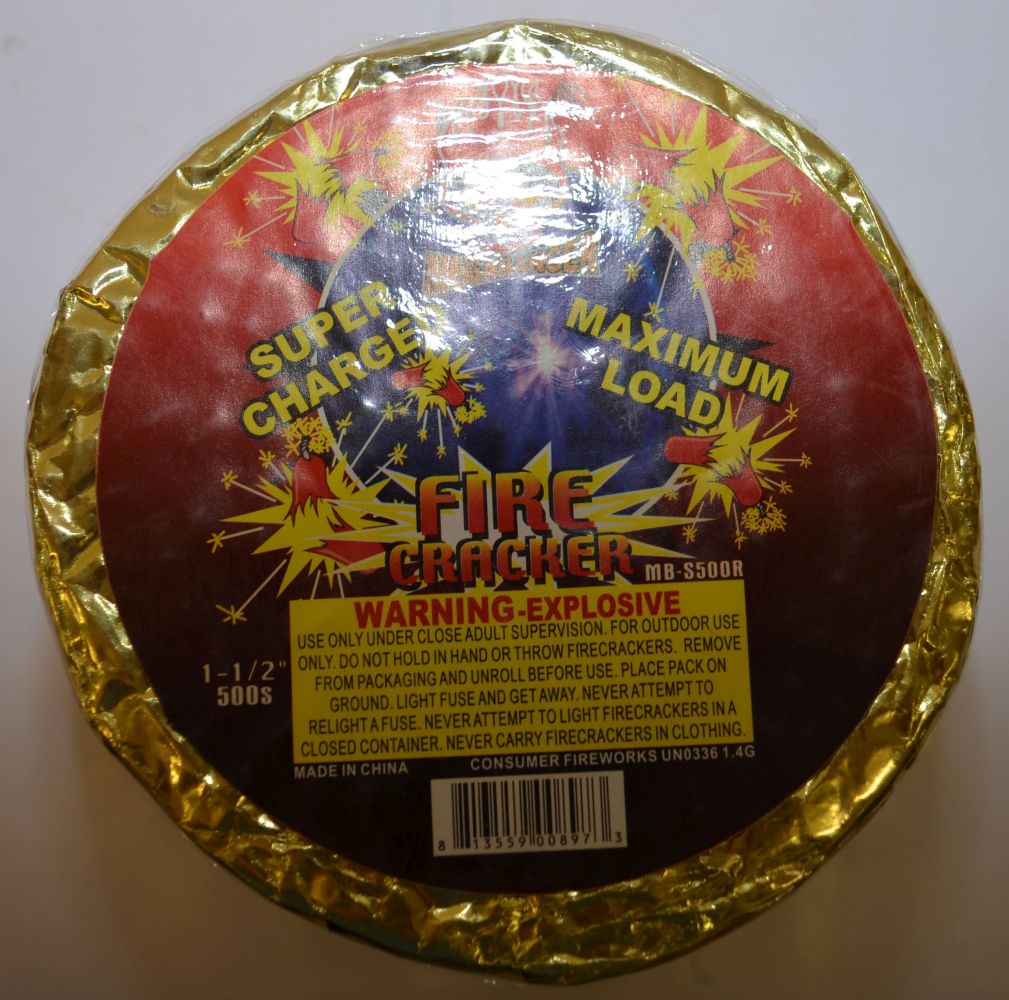 SUPER
CHARGED
MAXIMUM
LOAD
FIRE
CRACKER
MB-S500R
WARNING-EXPLOSIVE
USE ONLY UNDER CLOSE ADULT SUPERVISION. FOR OUTDOOR USE
ONLY. DO NOT HOLD IN HAND OR THROW FIRECRACKERS. REMOVE
FROM PACKAGING AND UNROLL BEFORE USE. PLACE PACK ON
GROUND. LIGHT FUSE AND GET AWAY. NEVER ATTEMPT TO
RELIGHT A FUSE. NEVER ATTEMPT TO LIGHT FIRECRACKERS IN A
CLOSED CONTAINER. NEVER CARRY FIRECRACKERS IN CLOTHING.
1-1/2"
500S
MADE IN CHINA
CONSUMER FIREWORKS UN0336 1.4G
8 13559 00897 3